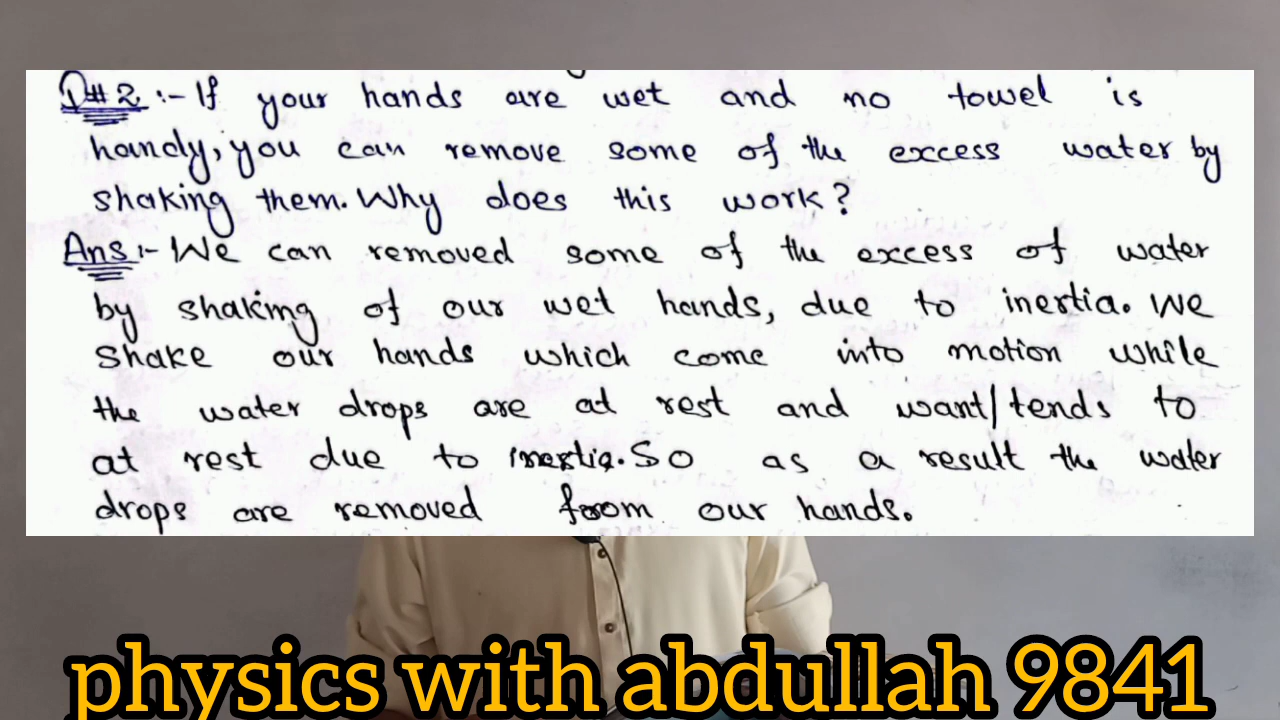 Q#2 :- If your hands are wet and no towel is
handy, you can remove some of the excess water by
shaking them. Why does this work?
Ans :- We can removed some of the excess of water
by shaking of our wet hands, due to inertia. We
shake our hands which come into motion while
the water drops are at rest and want/tends to
at rest due to inertia. So as a result the water
drops are removed from our hands.
physics with abdullah 9841